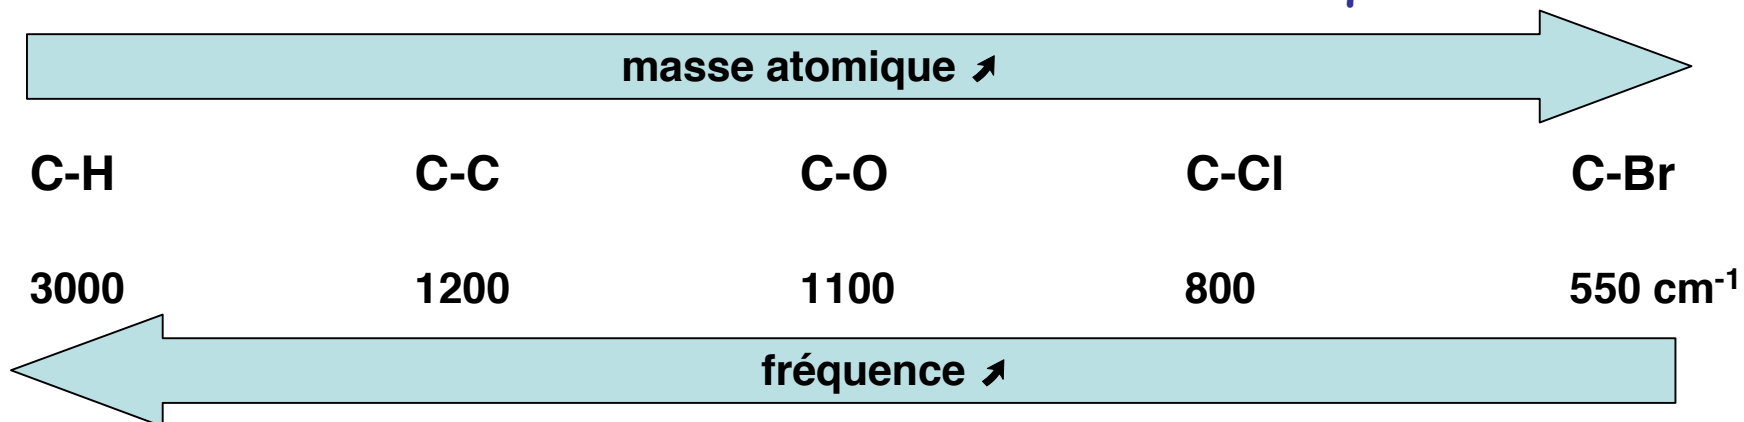 masse atomique ↗
C-H C-C C-O C-Cl C-Br
3000 1200 1100 800 550 cm⁻¹
fréquence ↗